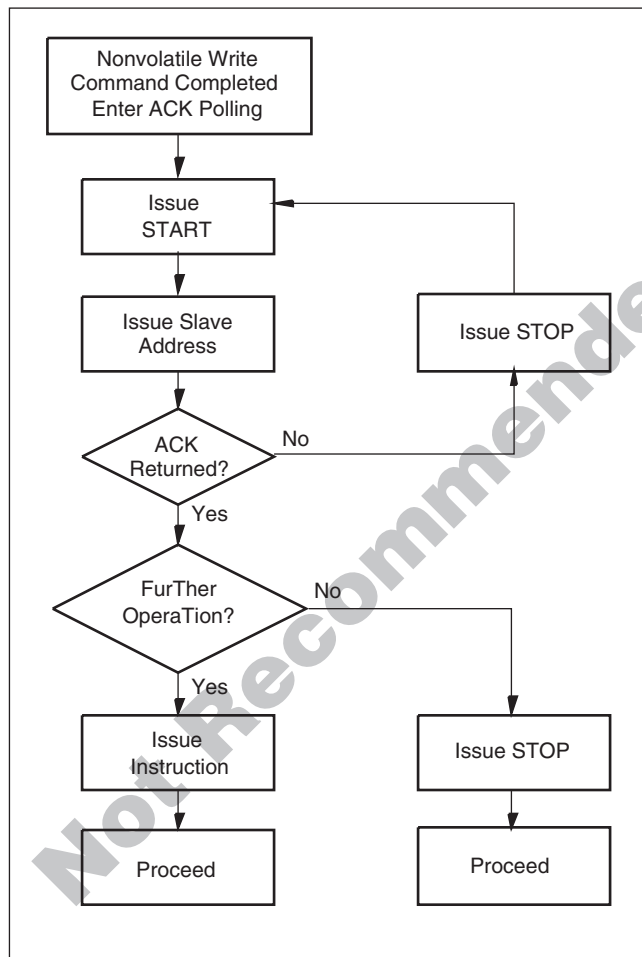 Nonvolatile Write
Command Completed
Enter ACK Polling
Issue
START
Issue Slave
Address
Issue STOP
ACK
Returned?
No
Yes
FurTher
OperaTion?
No
Yes
Issue
Instruction
Issue STOP
Proceed
Proceed
Not Recommende